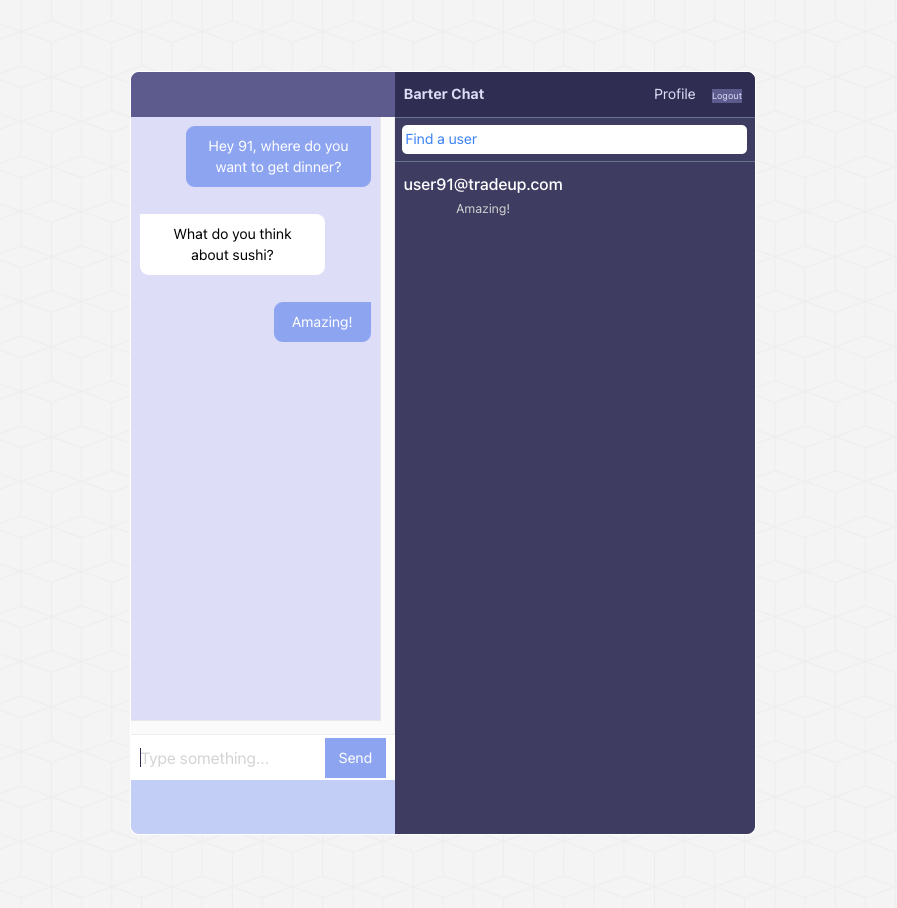 Barter Chat
Profile
Logout
Find a user
user91@tradeup.com
Amazing!
Hey 91, where do you
want to get dinner?
What do you think
about sushi?
Amazing!
Type something...
Send